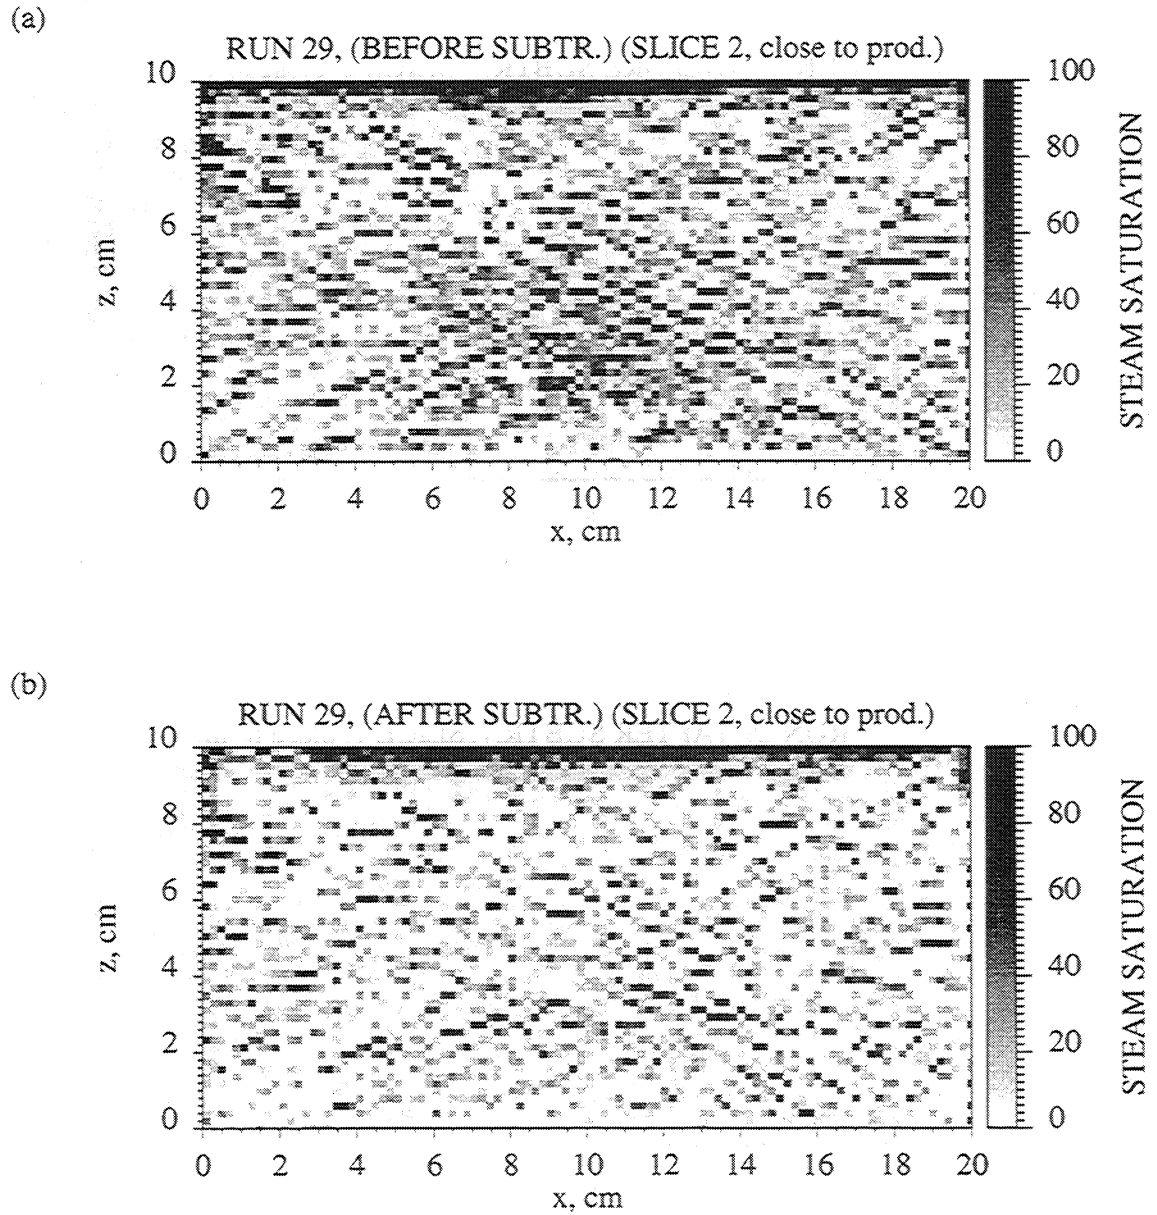 (a)
RUN 29, (BEFORE SUBTR.) (SLICE 2, close to prod.)
10
8
6
4
2
0
z, cm
0 2 4 6 8 10 12 14 16 18 20
x, cm
100
80
60
40
20
0
STEAM SATURATION
(b)
RUN 29, (AFTER SUBTR.) (SLICE 2, close to prod.)
10
8
6
4
2
0
z, cm
0 2 4 6 8 10 12 14 16 18 20
x, cm
100
80
60
40
20
0
STEAM SATURATION